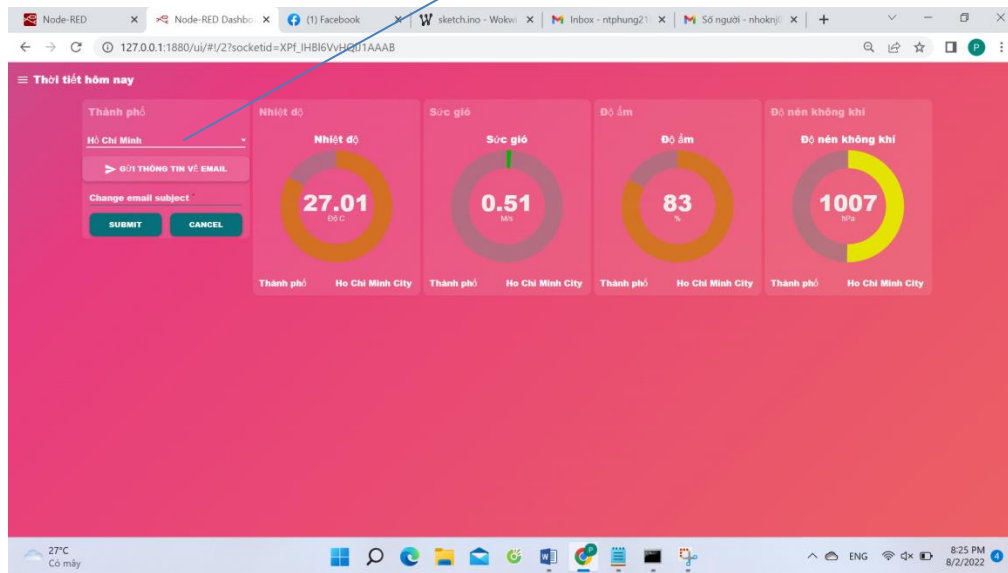 Node-RED
Node-RED Dashbo
(1) Facebook
sketch.ino - Wokwi
Inbox - ntphung21
Số người - nhoknj
127.0.0.1:1880/ui/#!/2?socketid=XPf_IHBl6VvHQJ1AAAB
P
Thời tiết hôm nay
Thành phố
Hồ Chí Minh
GỬI THÔNG TIN VỀ EMAIL
Change email subject *
SUBMIT
CANCEL
Nhiệt độ
Nhiệt độ
27.01
Độ C
Thành phố
Ho Chi Minh City
Sức gió
Sức gió
0.51
M/s
Thành phố
Ho Chi Minh City
Độ ẩm
Độ ẩm
83
%
Thành phố
Ho Chi Minh City
Độ nén không khí
Độ nén không khí
1007
hPa
Thành phố
Ho Chi Minh City
27°C
Có mây
ENG
8:25 PM
8/2/2022
4